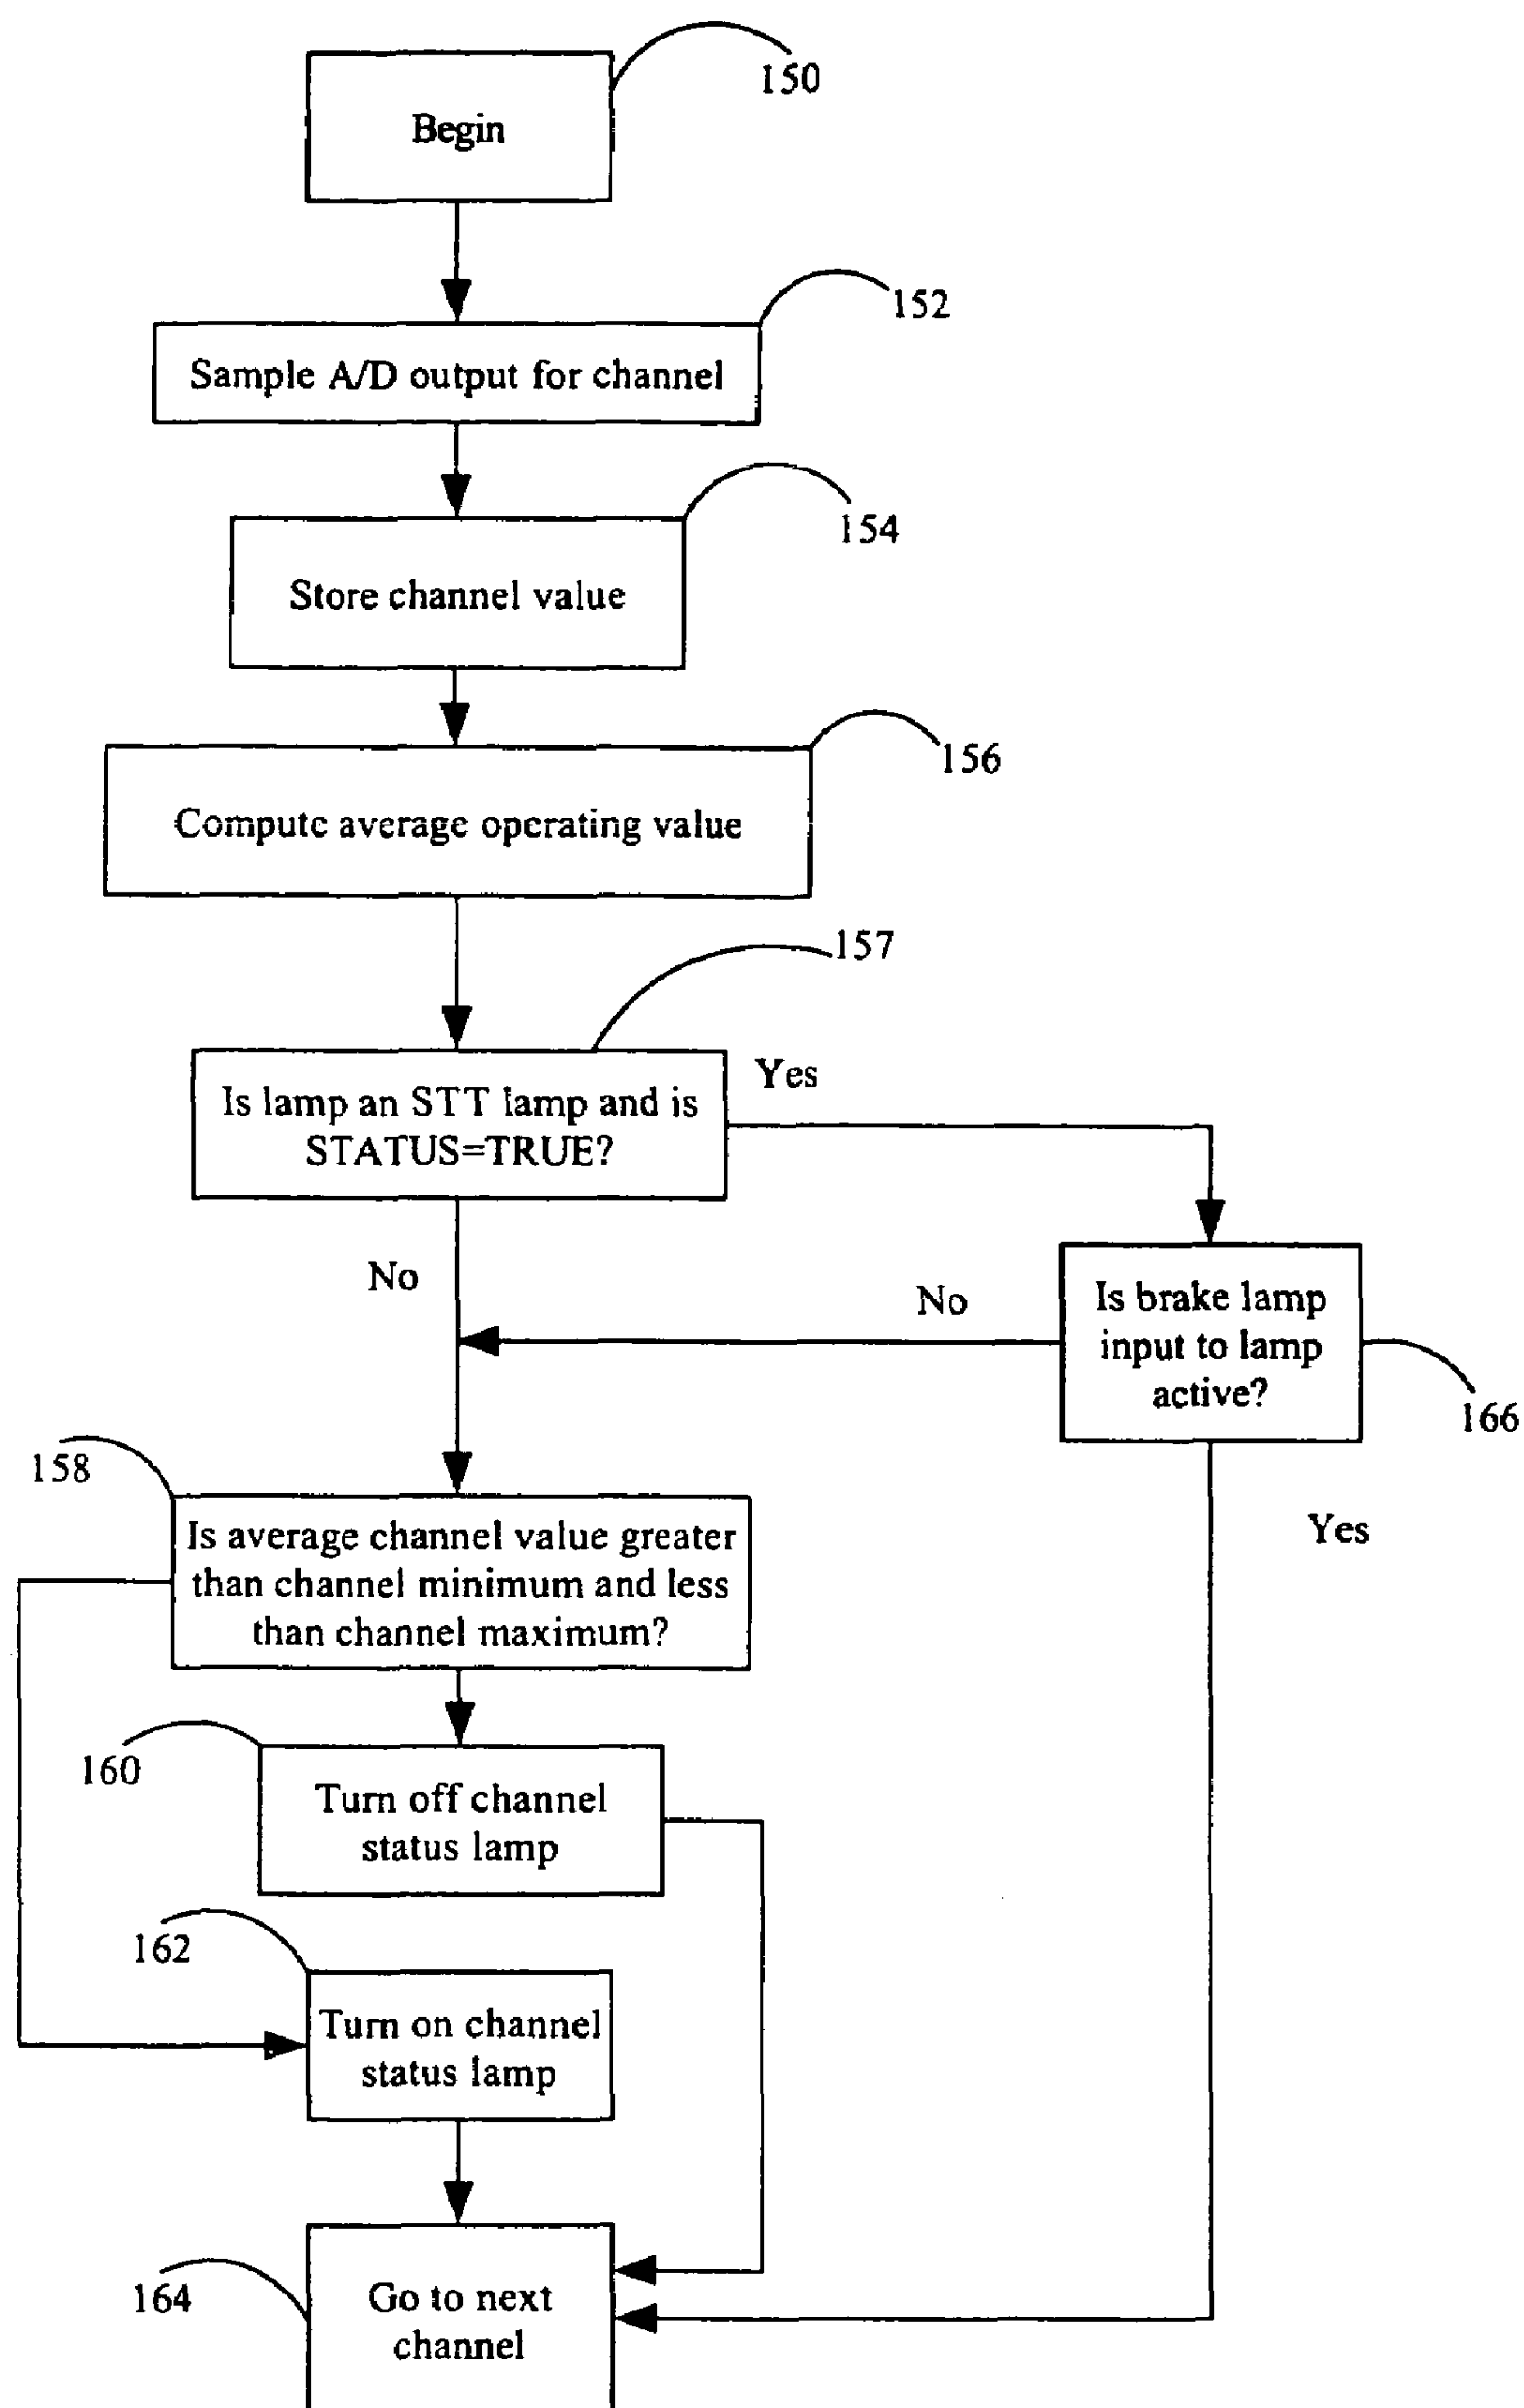 150
Begin
152
Sample A/D output for channel
154
Store channel value
156
Compute average operating value
157
Is lamp an STT lamp and is
STATUS=TRUE?
Yes
No
Is brake lamp
input to lamp
active?
No
166
Yes
158
Is average channel value greater
than channel minimum and less
than channel maximum?
160
Turn off channel
status lamp
162
Turn on channel
status lamp
164
Go to next
channel